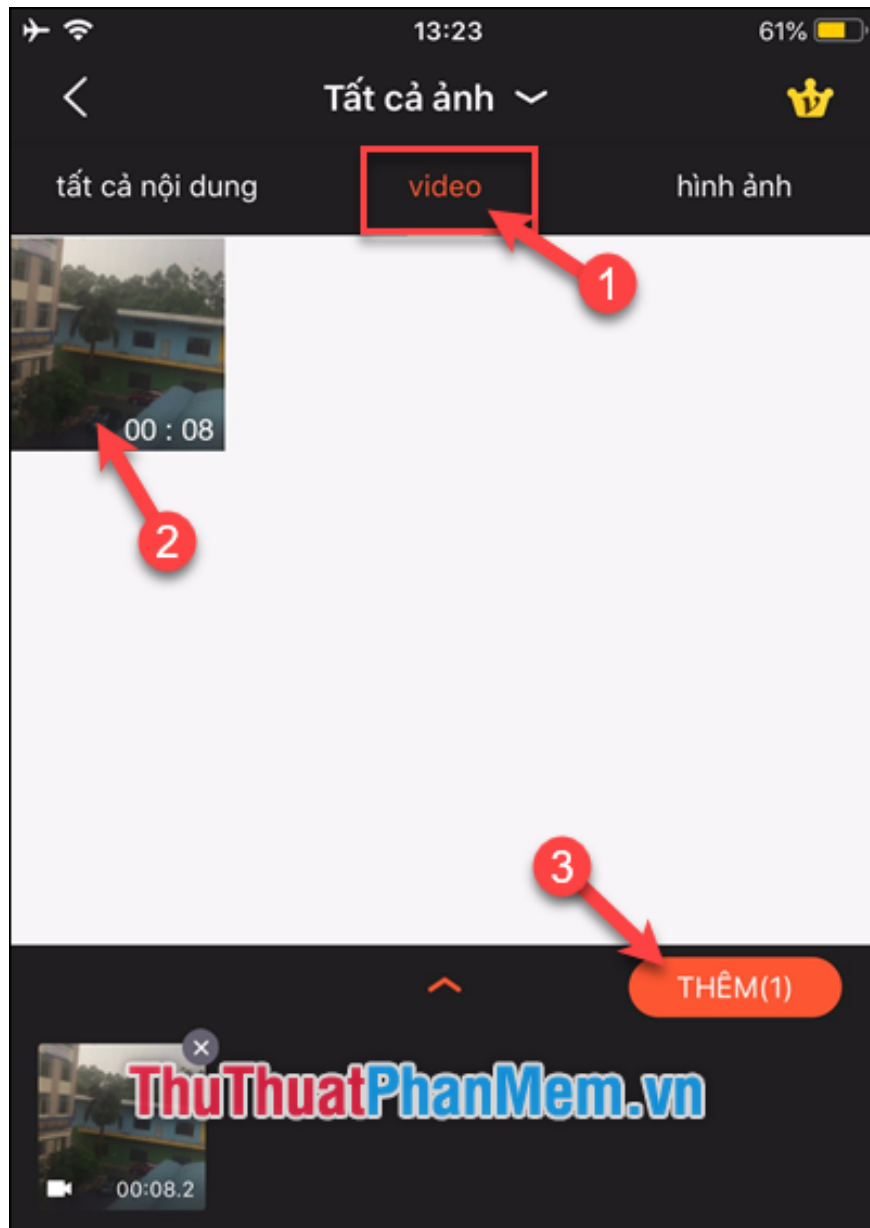 13:23
61%
Tất cả ảnh
tất cả nội dung
video
hình ảnh
1
00 : 08
2
3
THÊM(1)
ThuThuatPhanMem.vn
00:08.2